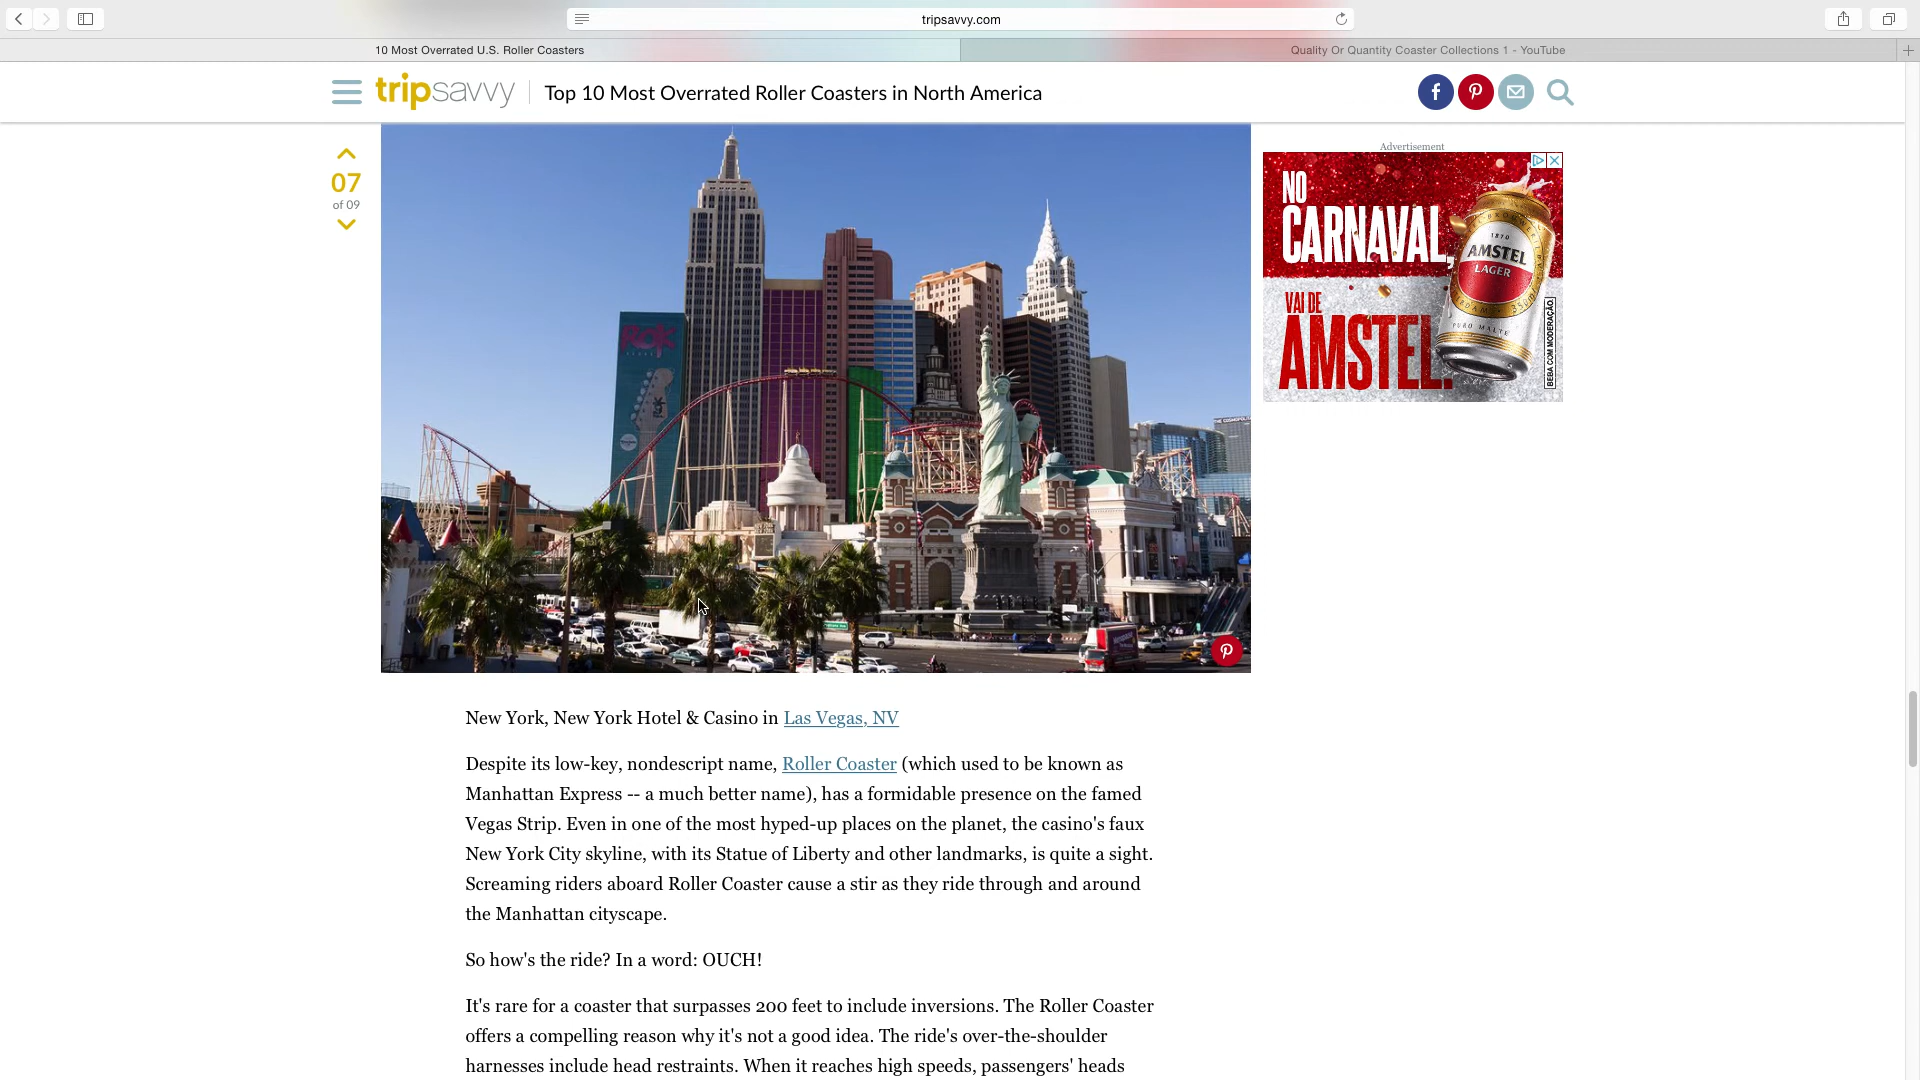 tripsavvy.com
10 Most Overrated U.S. Roller Coasters
Quality Or Quantity Coaster Collections 1 - YouTube
tripsavvy
Top 10 Most Overrated Roller Coasters in North America
07
of 09
Advertisement
NO
CARNAVAL,
VAI DE
AMSTEL.
1870
AMSTEL
LAGER
PURO MALTE
350ml
BEBA COM MODERAÇÃO.
ROK
New York, New York Hotel & Casino in Las Vegas, NV
Despite its low-key, nondescript name, Roller Coaster (which used to be known as
Manhattan Express -- a much better name), has a formidable presence on the famed
Vegas Strip. Even in one of the most hyped-up places on the planet, the casino's faux
New York City skyline, with its Statue of Liberty and other landmarks, is quite a sight.
Screaming riders aboard Roller Coaster cause a stir as they ride through and around
the Manhattan cityscape.
So how's the ride? In a word: OUCH!
It's rare for a coaster that surpasses 200 feet to include inversions. The Roller Coaster
offers a compelling reason why it's not a good idea. The ride's over-the-shoulder
harnesses include head restraints. When it reaches high speeds, passengers' heads